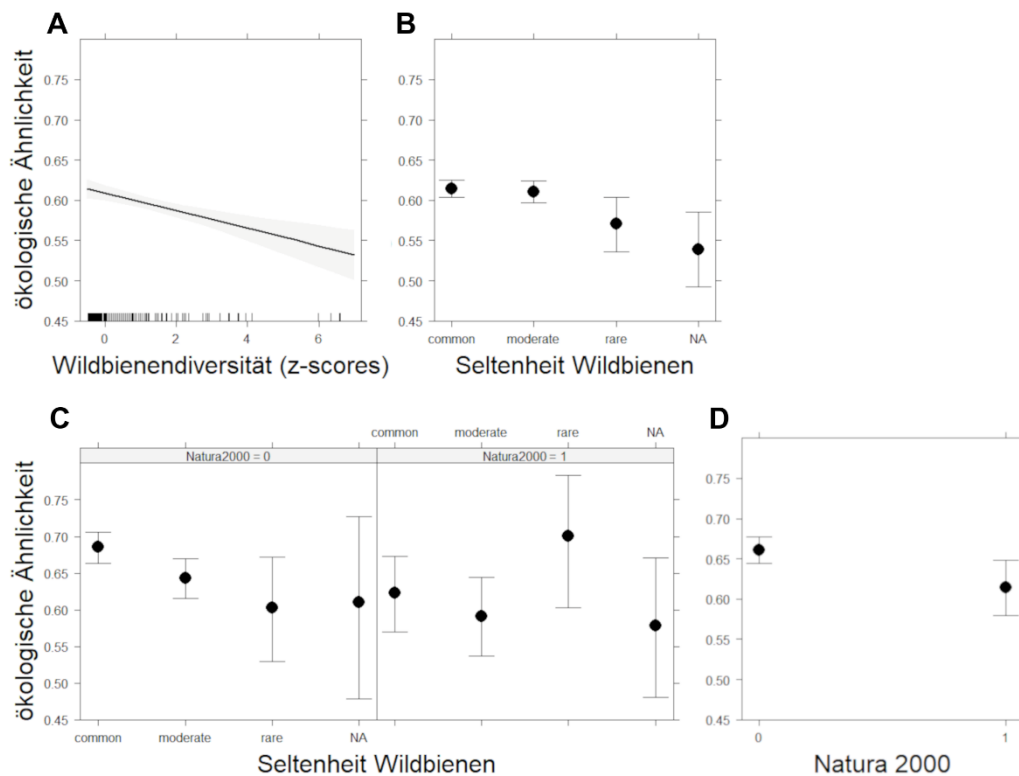 A
B
ökologische Ähnlichkeit
0.75
0.70
0.65
0.60
0.55
0.50
0.45
0 2 4 6
Wildbienendiversität (z-scores)
0.75
0.70
0.65
0.60
0.55
0.50
0.45
common moderate rare NA
Seltenheit Wildbienen
C
D
common moderate rare NA
Natura2000 = 0 Natura2000 = 1
ökologische Ähnlichkeit
0.75
0.70
0.65
0.60
0.55
0.50
0.45
common moderate rare NA
Seltenheit Wildbienen
0.75
0.70
0.65
0.60
0.55
0.50
0.45
0 1
Natura 2000